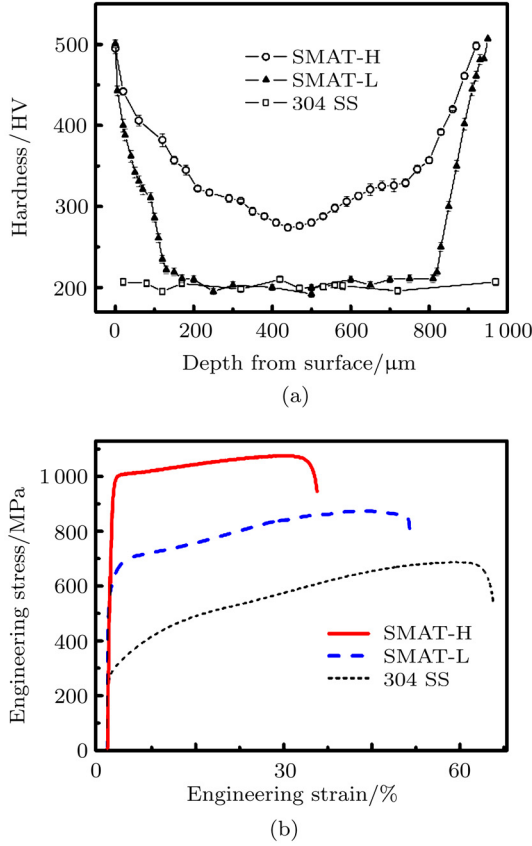 500
400
300
200
Hardness/HV
SMAT-H
SMAT-L
304 SS
0
200
400
600
800
1 000
Depth from surface/μm
(a)
1 000
800
600
400
200
0
Engineering stress/MPa
SMAT-H
SMAT-L
304 SS
0
30
60
Engineering strain/%
(b)